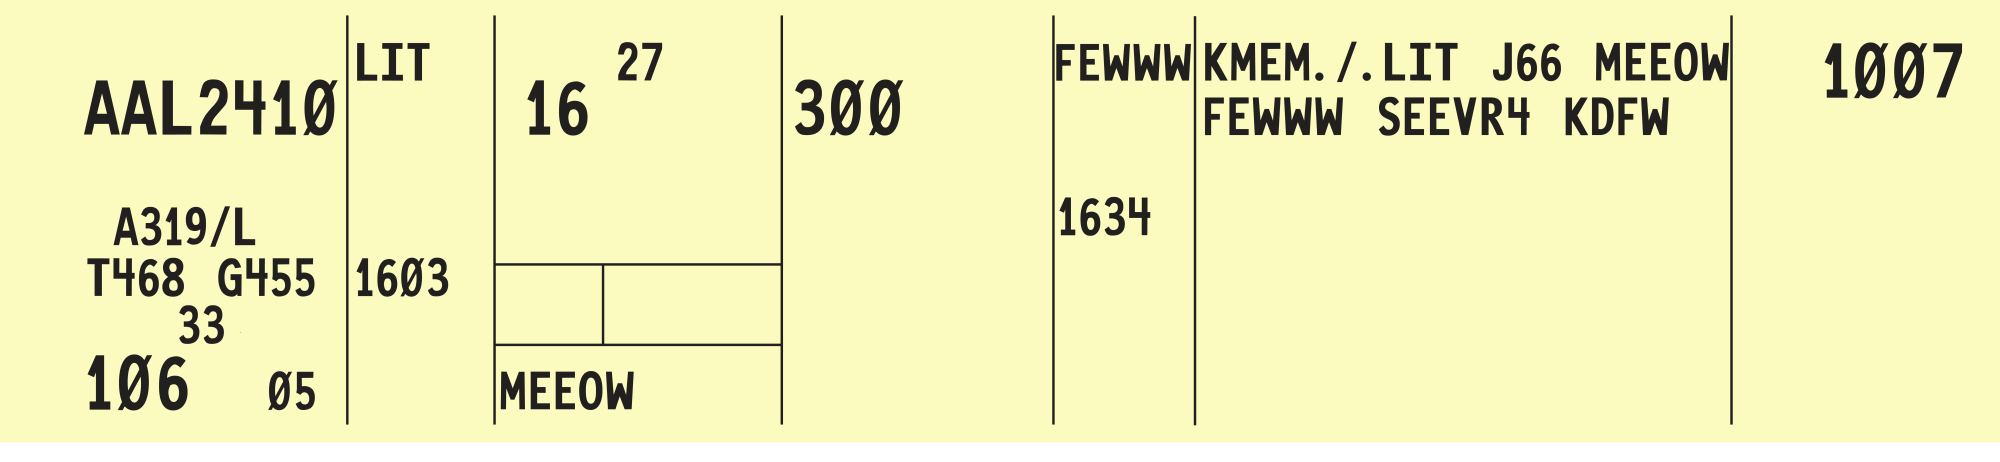 AAL241Ø
A319/L
T468 G455
33
1Ø6 Ø5
LIT
16Ø3
27
16
MEEOW
3ØØ
FEWWW
1634
KMEM./.LIT J66 MEEOW
FEWWW SEEVR4 KDFW
1ØØ7